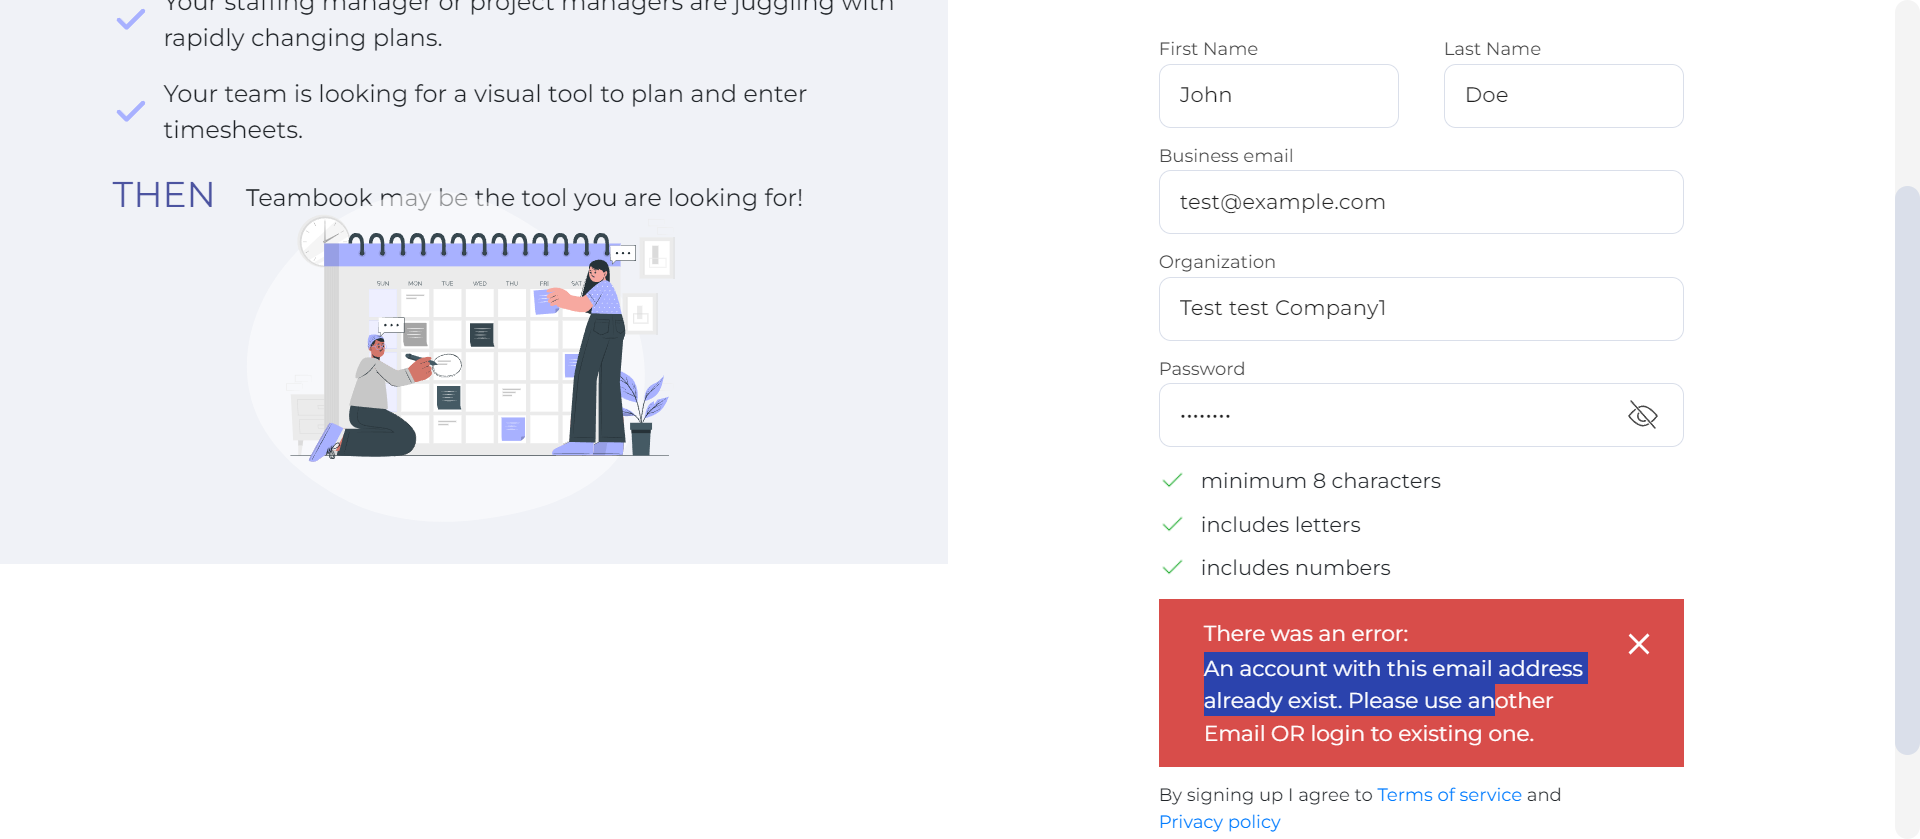 Your staffing manager or project managers are juggling with
rapidly changing plans.
Your team is looking for a visual tool to plan and enter
timesheets.
THEN Teambook may be the tool you are looking for!
SUN MON TUE WED THU FRI SAT
First Name Last Name
John Doe
Business email
test@example.com
Organization
Test test Company1
Password
••••••••
minimum 8 characters
includes letters
includes numbers
There was an error:
An account with this email address
already exist. Please use another
Email OR login to existing one.
By signing up I agree to Terms of service and
Privacy policy